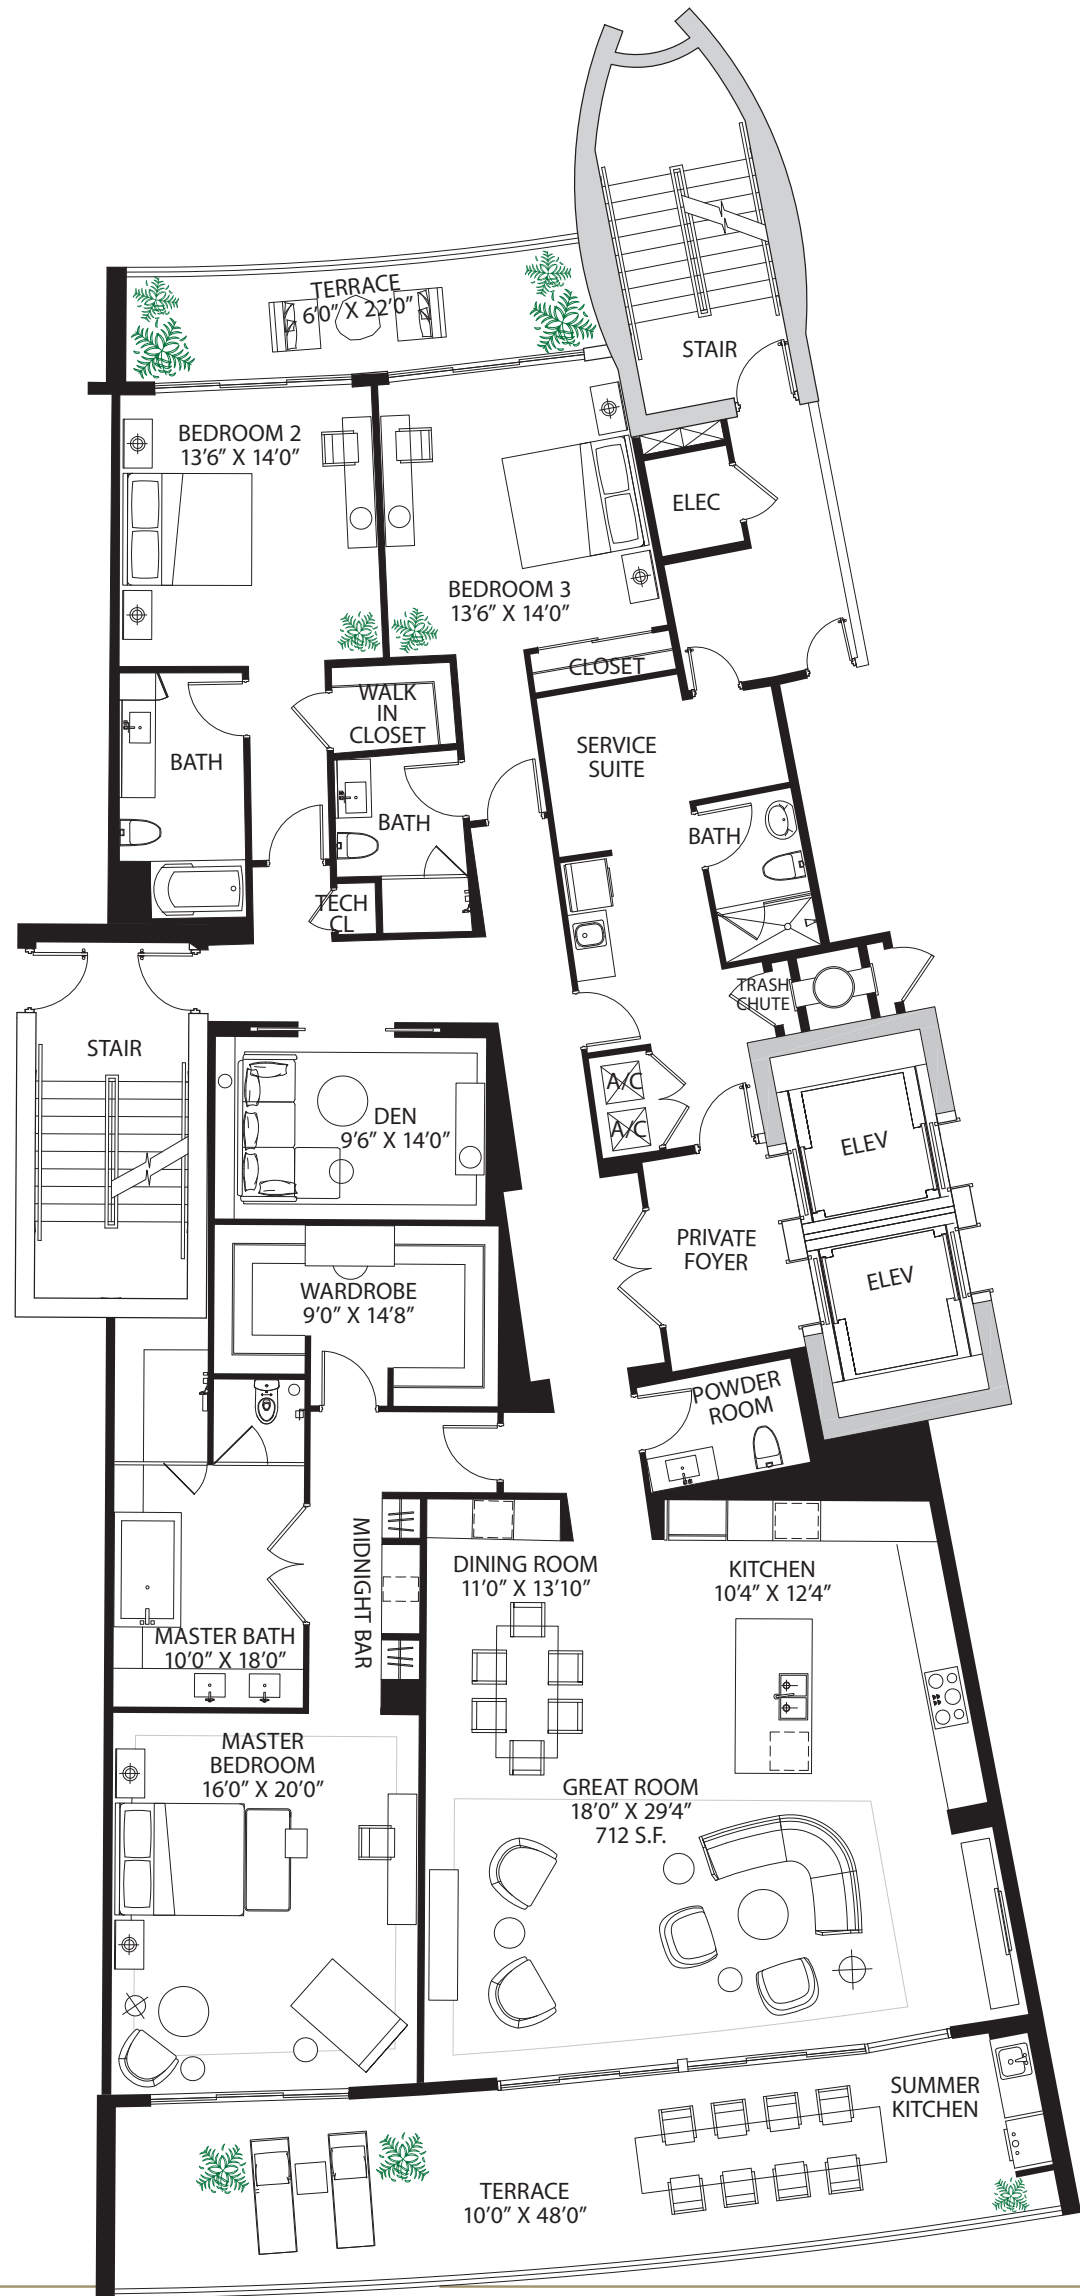 TERRACE
6'0" X 22'0"
STAIR
BEDROOM 2
13'6" X 14'0"
ELEC
BEDROOM 3
13'6" X 14'0"
CLOSET
WALK
IN
CLOSET
SERVICE
SUITE
BATH
BATH
BATH
TECH
CL
TRASH
CHUTE
STAIR
A/C
A/C
DEN
9'6" X 14'0"
ELEV
PRIVATE
FOYER
ELEV
WARDROBE
9'0" X 14'8"
POWDER
ROOM
MIDNIGHT BAR
DINING ROOM
11'0" X 13'10"
KITCHEN
10'4" X 12'4"
MASTER BATH
10'0" X 18'0"
MASTER
BEDROOM
16'0" X 20'0"
GREAT ROOM
18'0" X 29'4"
712 S.F.
SUMMER
KITCHEN
TERRACE
10'0" X 48'0"